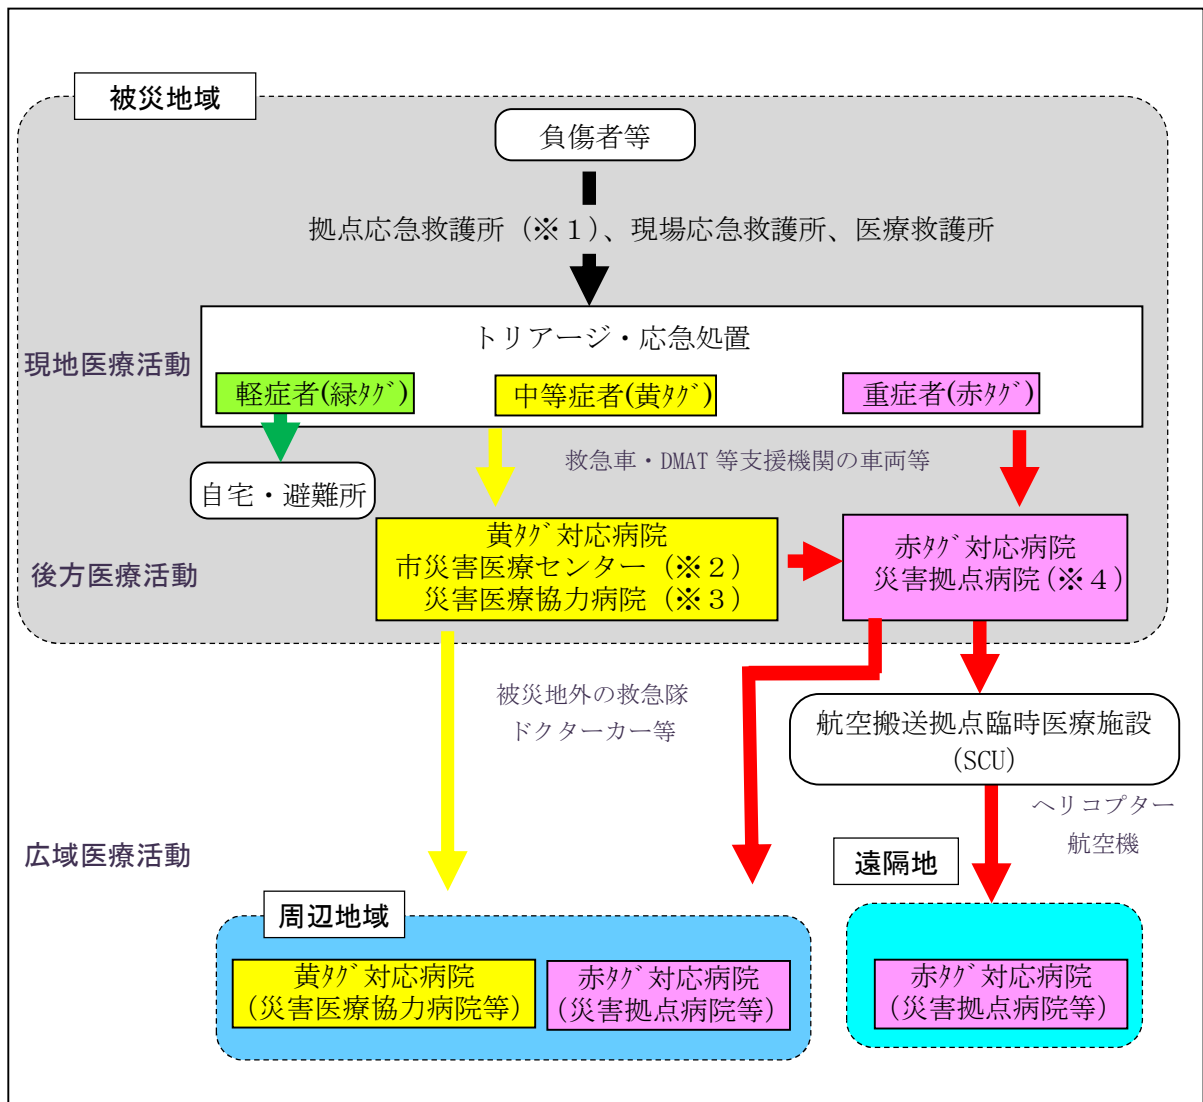 被災地域
負傷者等
拠点応急救護所（※１）、現場応急救護所、医療救護所
トリアージ・応急処置
現地医療活動
軽症者(緑ﾀｸﾞ)
中等症者(黄ﾀｸﾞ)
重症者(赤ﾀｸﾞ)
救急車・DMAT 等支援機関の車両等
自宅・避難所
後方医療活動
黄ﾀｸﾞ対応病院
市災害医療センター（※２）
災害医療協力病院（※３）
赤ﾀｸﾞ対応病院
災害拠点病院(※４)
被災地外の救急隊
ドクターカー等
航空搬送拠点臨時医療施設
(SCU)
ヘリコプター
航空機
広域医療活動
遠隔地
周辺地域
黄ﾀｸﾞ対応病院
(災害医療協力病院等)
赤ﾀｸﾞ対応病院
(災害拠点病院等)
赤ﾀｸﾞ対応病院
(災害拠点病院等)